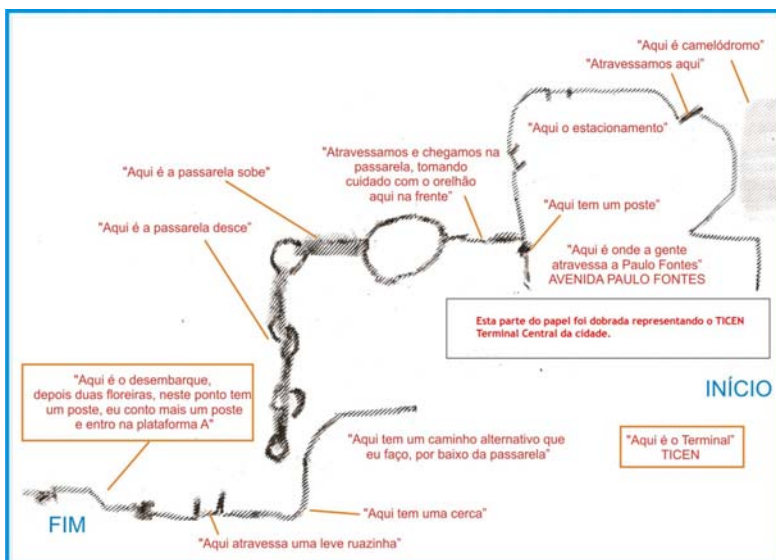 "Aqui é camelódromo"
"Atravessamos aqui"
"Aqui o estacionamento"
"Atravessamos e chegamos na
passarela, tomando
cuidado com o orelhão
aqui na frente"
"Aqui é a passarela sobe"
"Aqui tem um poste"
"Aqui é a passarela desce"
"Aqui é onde a gente
atravessa a Paulo Fontes"
AVENIDA PAULO FONTES
Esta parte do papel foi dobrada representando o TICEN
Terminal Central da cidade.
INÍCIO
"Aqui é o desembarque,
depois duas floreiras, neste ponto tem
um poste, eu conto mais um poste
e entro na plataforma A"
"Aqui tem um caminho alternativo que
eu faço, por baixo da passarela"
"Aqui é o Terminal"
TICEN
"Aqui tem uma cerca"
FIM
"Aqui atravessa uma leve ruazinha"